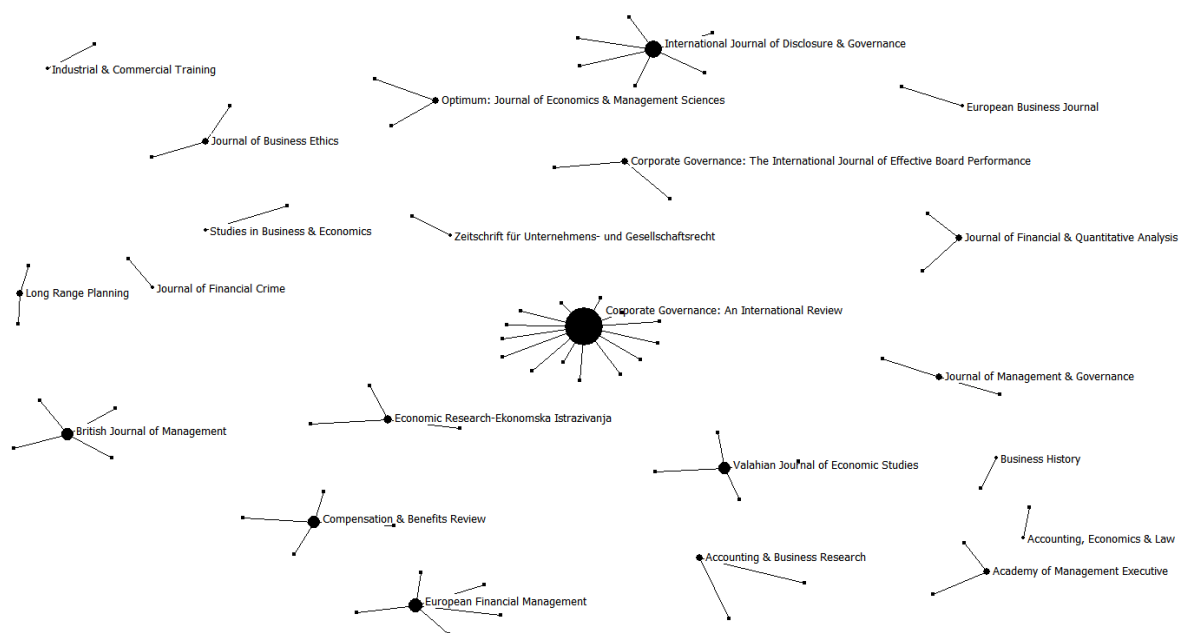 International Journal of Disclosure & Governance
Industrial & Commercial Training
Optimum: Journal of Economics & Management Sciences
European Business Journal
Journal of Business Ethics
Corporate Governance: The International Journal of Effective Board Performance
Studies in Business & Economics
Zeitschrift für Unternehmens- und Gesellschaftsrecht
Journal of Financial & Quantitative Analysis
Long Range Planning
Journal of Financial Crime
Corporate Governance: An International Review
Journal of Management & Governance
Economic Research-Ekonomska Istrazivanja
British Journal of Management
Business History
Valahian Journal of Economic Studies
Compensation & Benefits Review
Accounting, Economics & Law
Accounting & Business Research
Academy of Management Executive
European Financial Management